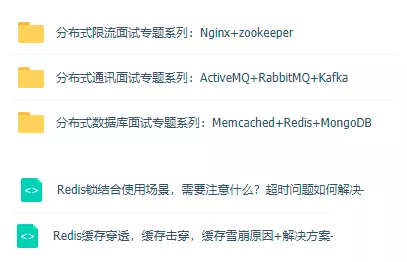 分布式限流面试专题系列：Nginx+zookeeper
分布式通讯面试专题系列：ActiveMQ+RabbitMQ+Kafka
分布式数据库面试专题系列：Memcached+Redis+MongoDB
<> Redis锁结合使用场景，需要注意什么？超时问题如何解决-
<> Redis缓存穿透，缓存击穿，缓存雪崩原因+解决方案-